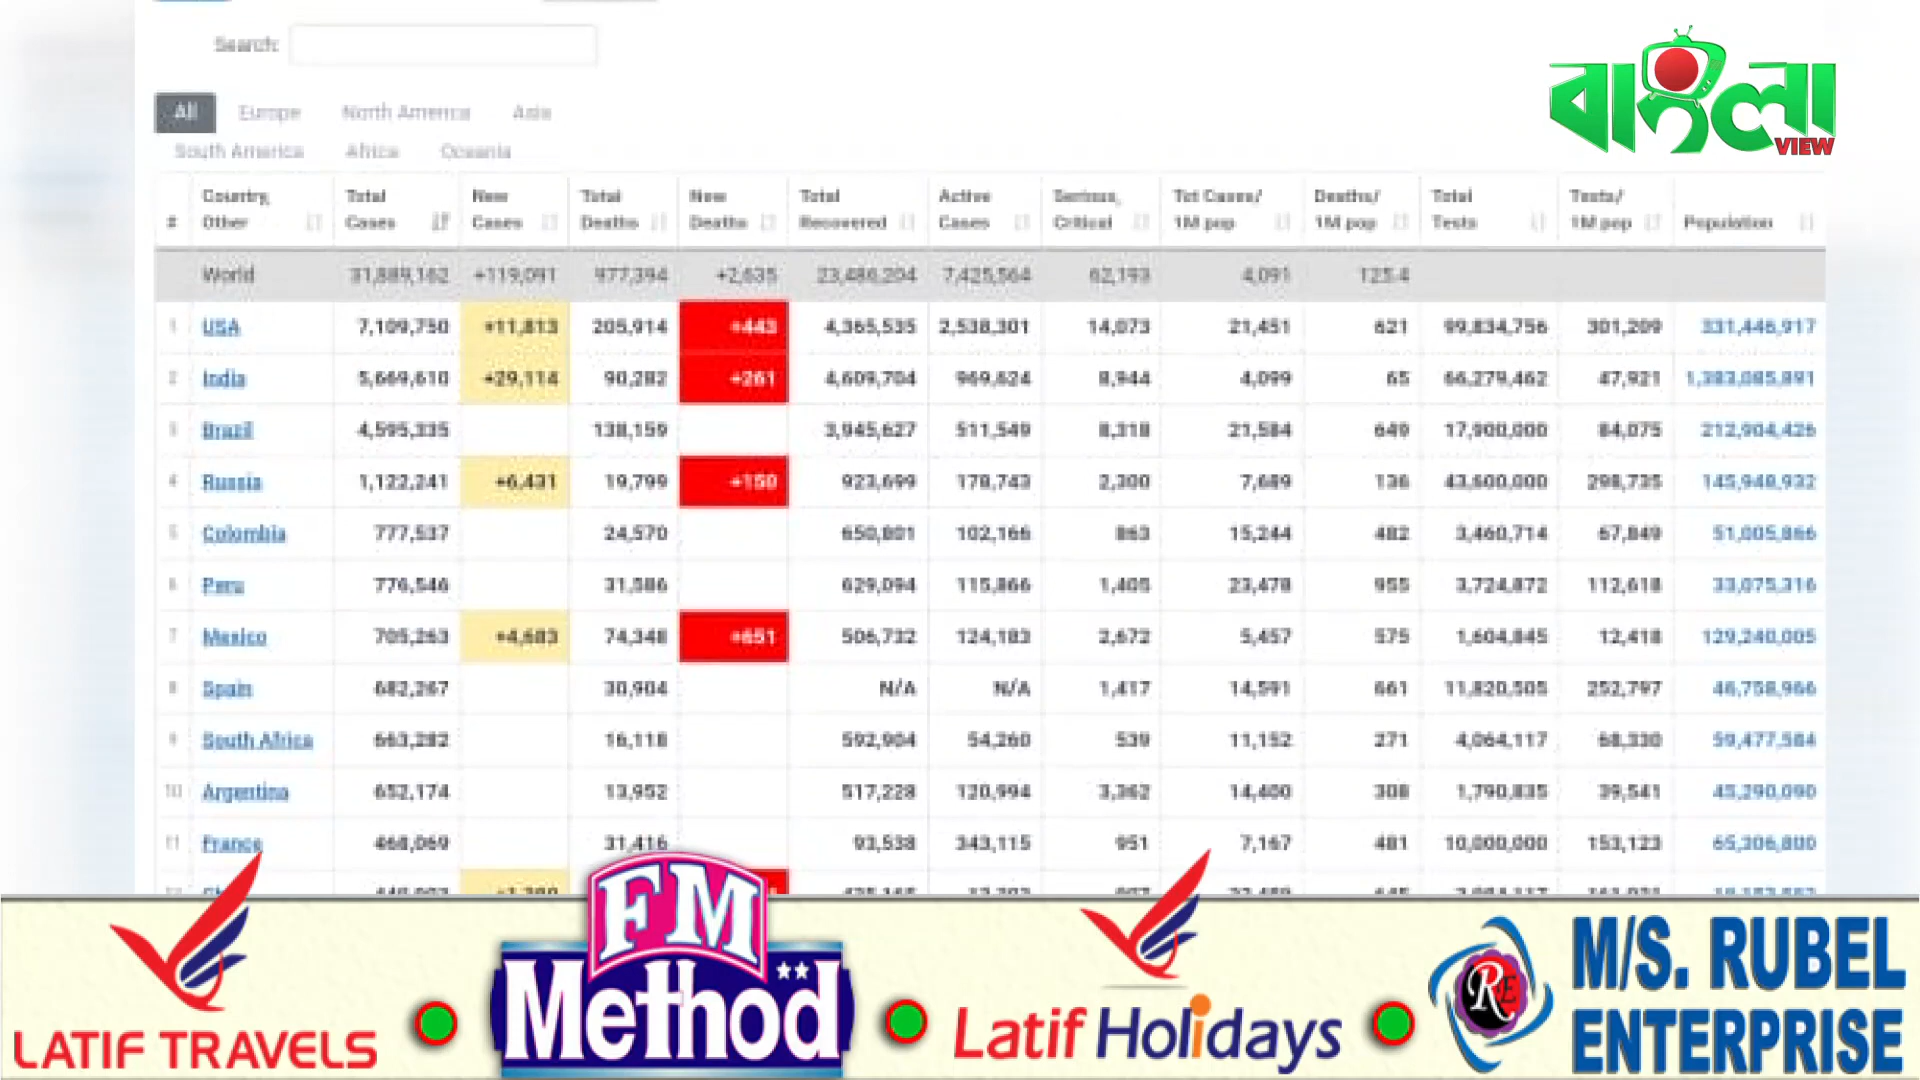 Search:
বাংলা
VIEW
All Europe North America Asia
South America Africa Oceania
# Country, Other Total Cases New Cases Total Deaths New Deaths Total Recovered Active Cases Serious, Critical Tot Cases/ 1M pop Deaths/ 1M pop Total Tests Tests/ 1M pop Population
World 31,889,162 +119,091 977,394 +2,635 23,486,204 7,425,564 62,193 4,091 125.4
1 USA 7,109,750 +11,813 205,914 +443 4,365,535 2,538,301 14,073 21,451 621 99,834,756 301,209 331,446,917
2 India 5,669,610 +29,114 90,282 +261 4,609,704 969,624 8,944 4,099 65 66,279,462 47,921 1,383,085,891
3 Brazil 4,595,335 138,159 3,945,627 511,549 8,318 21,584 649 17,900,000 84,075 212,904,426
4 Russia 1,122,241 +6,431 19,799 +150 923,699 178,743 2,300 7,689 136 43,600,000 298,735 145,948,932
5 Colombia 777,537 24,570 650,801 102,166 863 15,244 482 3,460,714 67,849 51,005,866
6 Peru 776,546 31,586 629,094 115,866 1,405 23,478 955 3,724,872 112,618 33,075,316
7 Mexico 705,263 +4,683 74,348 +651 506,732 124,183 2,672 5,457 575 1,604,845 12,418 129,240,005
8 Spain 682,267 30,904 N/A N/A 1,417 14,591 661 11,820,505 252,797 46,758,966
9 South Africa 663,282 16,118 592,904 54,260 539 11,152 271 4,064,117 68,330 59,477,584
10 Argentina 652,174 13,952 517,228 120,994 3,362 14,400 308 1,790,835 39,541 45,290,090
11 France 468,069 31,416 93,538 343,115 951 7,167 481 10,000,000 153,123 65,306,800
LATIF TRAVELS
FM
Method
Latif Holidays
RE
M/S. RUBEL
ENTERPRISE